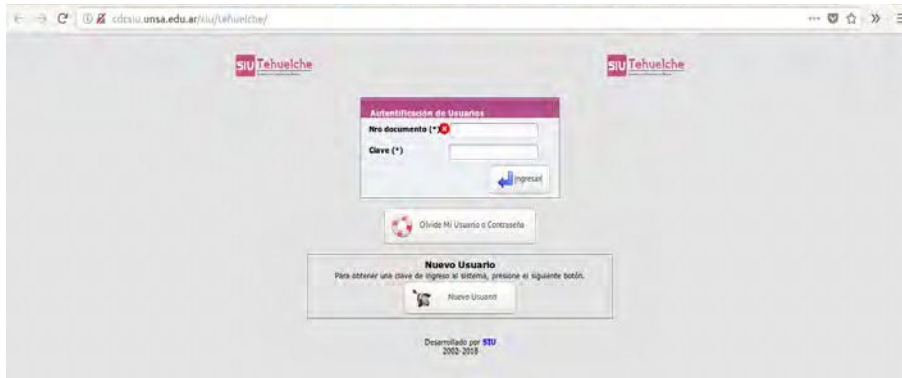 cdcsiu.unsa.edu.ar/siu/tehuelche/
SIU Tehuelche
SIU Tehuelche
Autentificación de Usuarios
Nro documento (*)
Clave (*)
Ingresar
Olvide Mi Usuario o Contraseña
Nuevo Usuario
Para obtener una clave de ingreso al sistema, presione el siguiente botón.
Nuevo Usuario
Desarrollado por SIU
2002-2018